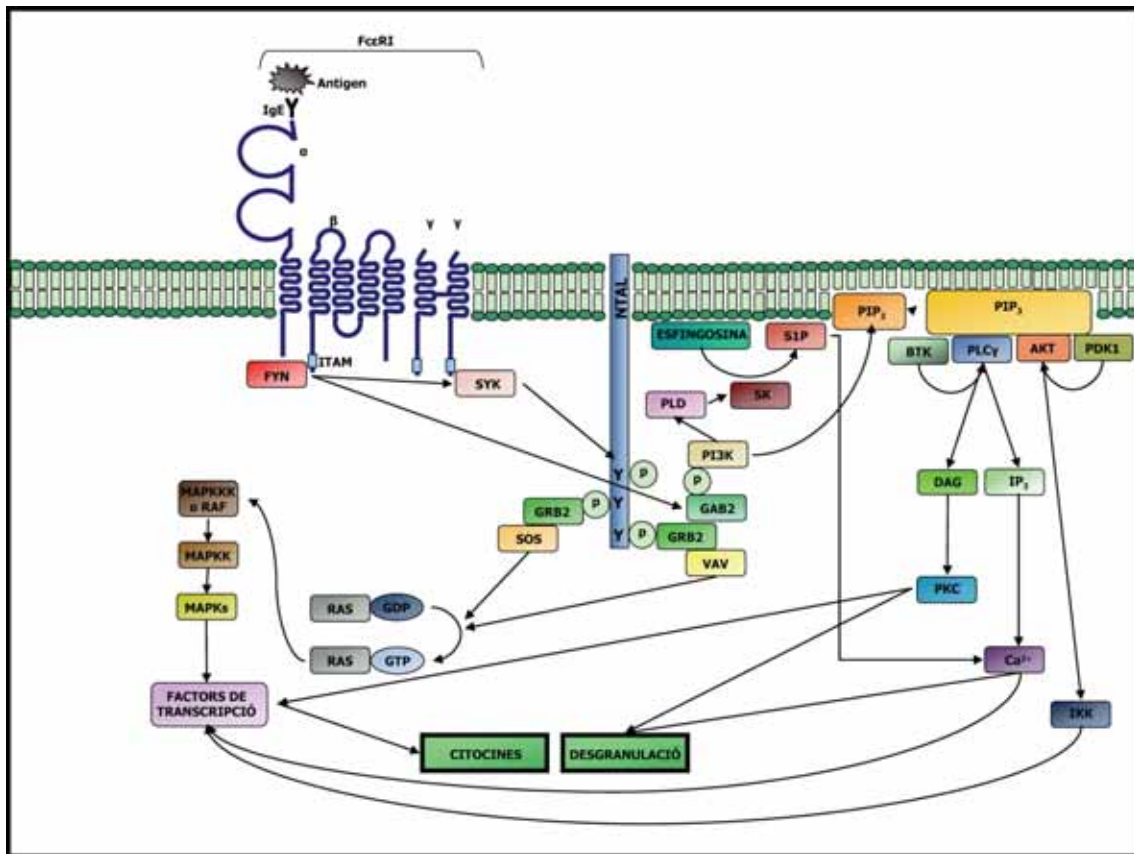 FcεRI
Antigen
IgE
α
β
γ γ
NTAL
ESFINGOSINA
S1P
PIP₂
PIP₃
BTK
PLCγ
AKT
PDK1
ITAM
FYN
SYK
PLD
SK
PI3K
P
P
Y
Y
Y
P
P
GAB2
GRB2
SOS
GRB2
VAV
DAG
IP₃
MAPKKK
o RAF
MAPKK
MAPKs
RAS GDP
RAS GTP
PKC
Ca²⁺
IKK
FACTORS DE
TRANSCRIPCIÓ
CITOCINES
DESGRANULACIÓ